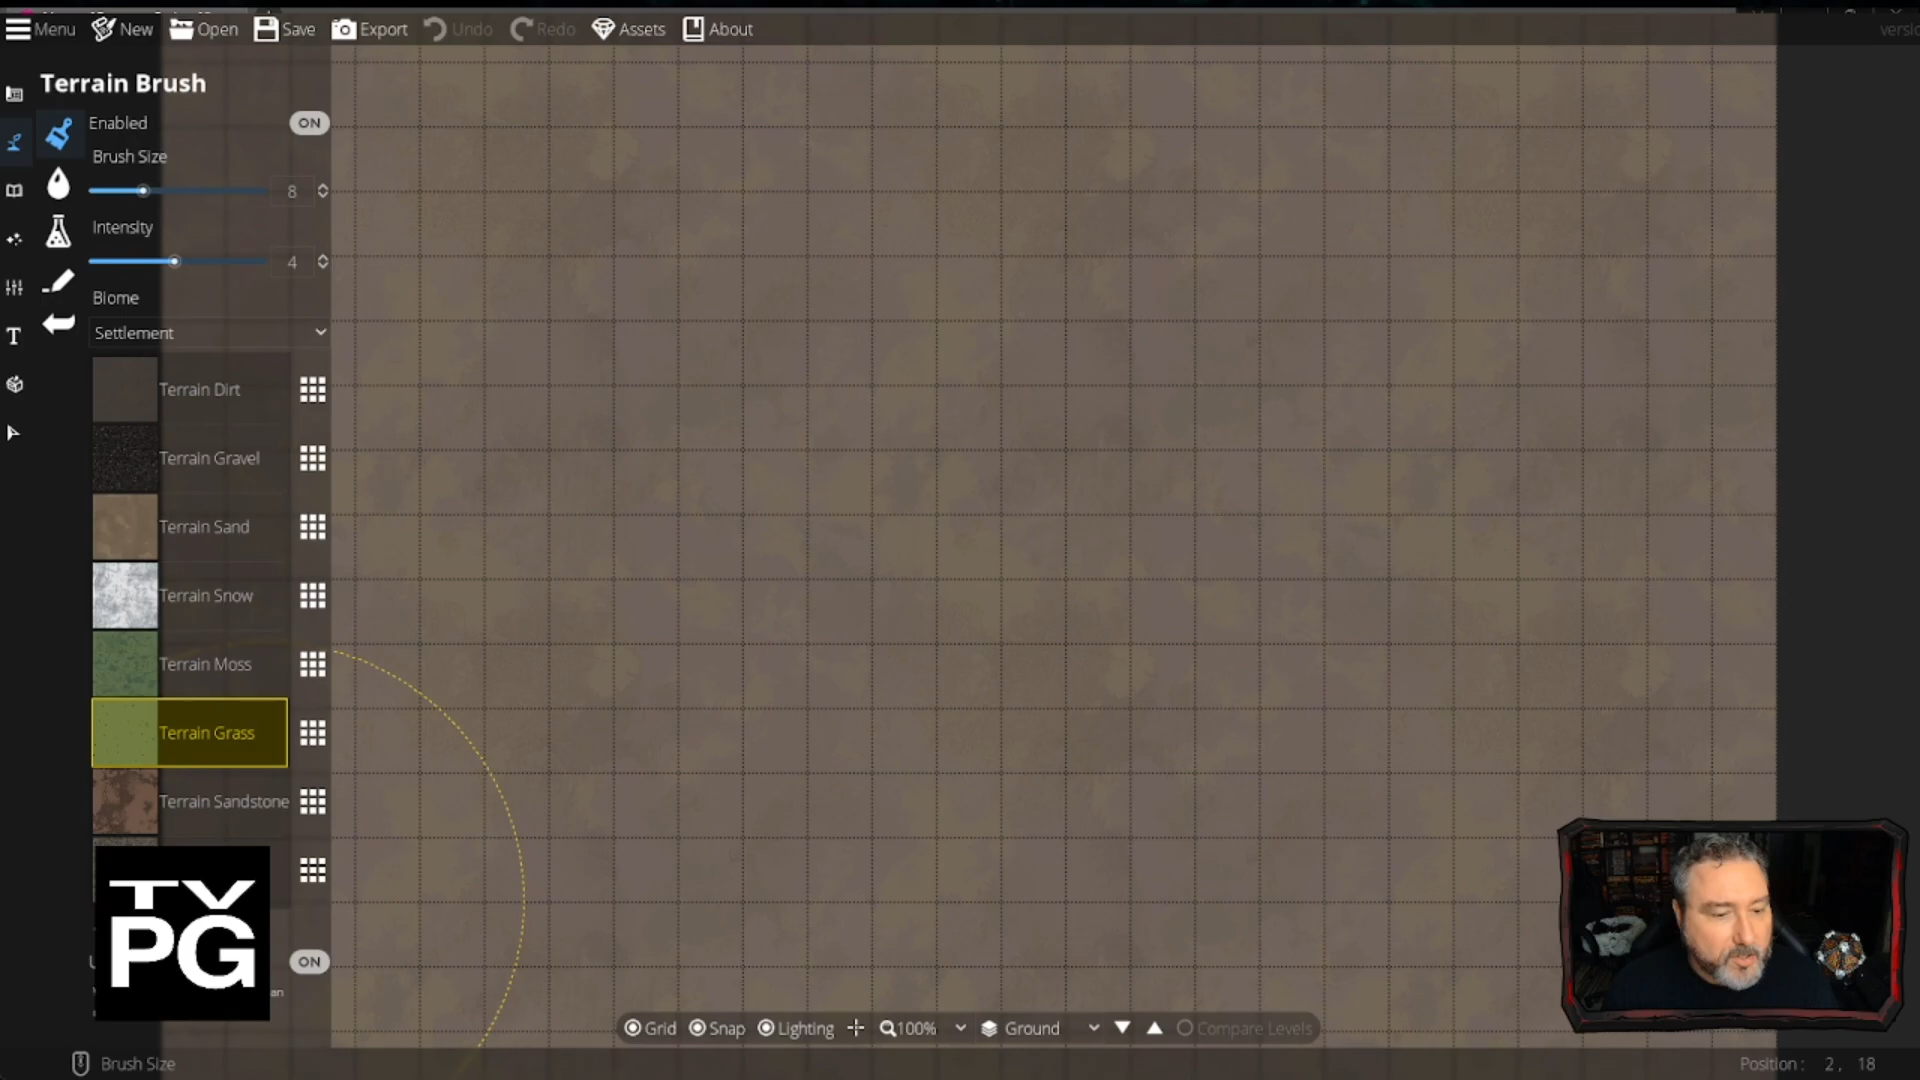 Menu New Open Save Export Undo Redo Assets About
Terrain Brush
Enabled ON
Brush Size
8
Intensity
4
Biome
Settlement
Terrain Dirt
Terrain Gravel
Terrain Sand
Terrain Snow
Terrain Moss
Terrain Grass
Terrain Sandstone
TV
PG
ON
Grid Snap Lighting 100% Ground Compare Levels
Brush Size
Position : 2 , 18